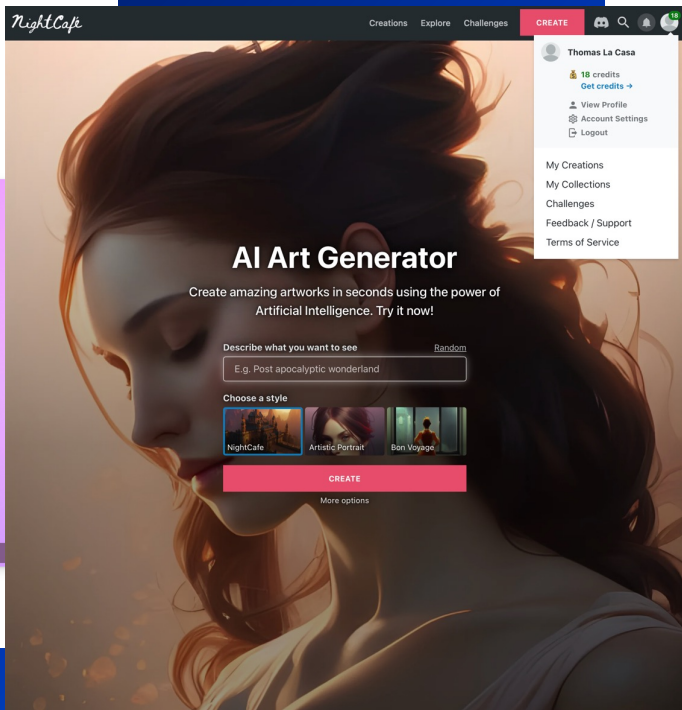 NightCafé
Creations Explore Challenges CREATE
18
Thomas La Casa
18 credits
Get credits →
View Profile
Account Settings
Logout
My Creations
My Collections
Challenges
Feedback / Support
Terms of Service
AI Art Generator
Create amazing artworks in seconds using the power of
Artificial Intelligence. Try it now!
Describe what you want to see Random
E.g. Post apocalyptic wonderland
Choose a style
NightCafe Artistic Portrait Bon Voyage
CREATE
More options